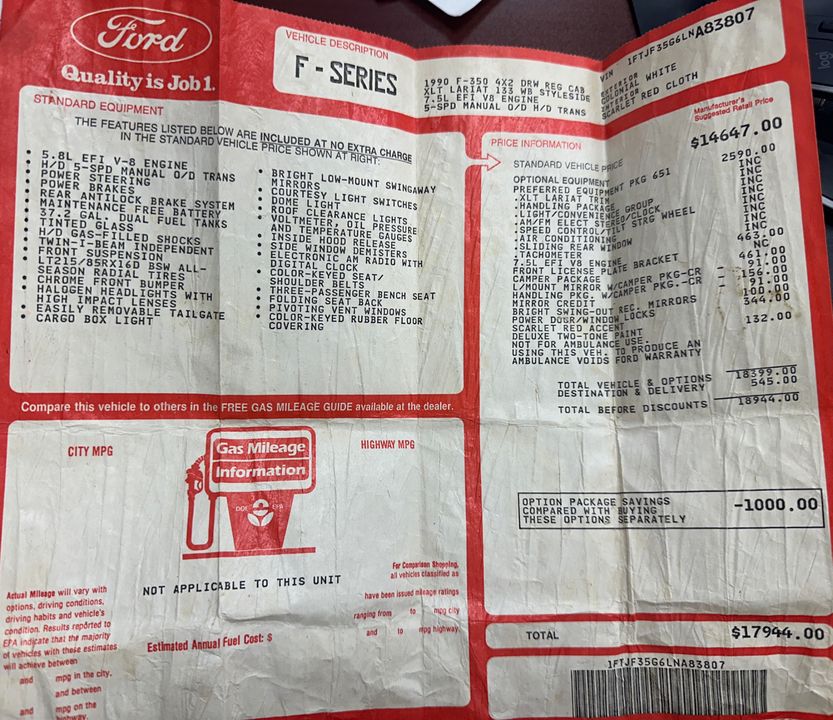 Ford
Quality is Job 1.
VEHICLE DESCRIPTION
F-SERIES
1990 F-350 4X2 DRW REG CAB
XLT LARIAT 133 WB STYLESIDE
7.5L EFI V8 ENGINE
5-SPD MANUAL O/D H/D TRANS
VIN 1FTJF35G6LNA83807
EXTERIOR
COLONIAL WHITE
INTERIOR
SCARLET RED CLOTH
STANDARD EQUIPMENT
THE FEATURES LISTED BELOW ARE INCLUDED AT NO EXTRA CHARGE
IN THE STANDARD VEHICLE PRICE SHOWN AT RIGHT:
• 5.8L EFI V-8 ENGINE
• H/D 5-SPD MANUAL O/D TRANS
• POWER STEERING
• POWER BRAKES
• REAR ANTILOCK BRAKE SYSTEM
• MAINTENANCE FREE BATTERY
• 37.2 GAL. DUAL FUEL TANKS
• TINTED GLASS
• H/D GAS-FILLED SHOCKS
• TWIN-I-BEAM INDEPENDENT
FRONT SUSPENSION
• LT215/85RX16D BSW ALL-
SEASON RADIAL TIRES
• CHROME FRONT BUMPER
• HALOGEN HEADLIGHTS WITH
HIGH IMPACT LENSES
• EASILY REMOVABLE TAILGATE
• CARGO BOX LIGHT
• BRIGHT LOW-MOUNT SWINGAWAY
MIRRORS
• COURTESY LIGHT SWITCHES
• DOME LIGHT
• ROOF CLEARANCE LIGHTS
• VOLTMETER, OIL PRESSURE
AND TEMPERATURE GAUGES
• INSIDE HOOD RELEASE
• SIDE WINDOW DEMISTERS
• ELECTRONIC AM RADIO WITH
DIGITAL CLOCK
• COLOR-KEYED SEAT/
SHOULDER BELTS
• THREE-PASSENGER BENCH SEAT
• FOLDING SEAT BACK
• PIVOTING VENT WINDOWS
• COLOR-KEYED RUBBER FLOOR
COVERING
PRICE INFORMATION
Manufacturer's
Suggested Retail Price
STANDARD VEHICLE PRICE $14647.00
OPTIONAL EQUIPMENT
PREFERRED EQUIPMENT PKG 651 2590.00
.XLT LARIAT TRIM INC
.HANDLING PACKAGE INC
.LIGHT/CONVENIENCE GROUP INC
.AM/FM ELECT STEREO/CLOCK INC
.SPEED CONTROL/TILT STRG WHEEL INC
.AIR CONDITIONING INC
.SLIDING REAR WINDOW INC
.TACHOMETER INC
7.5L EFI V8 ENGINE 463.00
FRONT LICENSE PLATE BRACKET NC
CAMPER PACKAGE 461.00
L/MOUNT MIRROR W/CAMPER PKG-CR - 91.00
HANDLING PKG. W/CAMPER PKG.-CR - 156.00
MIRROR CREDIT - 91.00
BRIGHT SWING-OUT REC. MIRRORS 100.00
POWER DOOR/WINDOW LOCKS 344.00
SCARLET RED ACCENT
DELUXE TWO-TONE PAINT 132.00
NOT FOR AMBULANCE USE.
USING THIS VEH. TO PRODUCE AN
AMBULANCE VOIDS FORD WARRANTY
TOTAL VEHICLE & OPTIONS 18399.00
DESTINATION & DELIVERY 545.00
TOTAL BEFORE DISCOUNTS 18944.00
Compare this vehicle to others in the FREE GAS MILEAGE GUIDE available at the dealer.
CITY MPG
Gas Mileage
Information
DOE EPA
HIGHWAY MPG
NOT APPLICABLE TO THIS UNIT
Actual Mileage will vary with
options, driving conditions,
driving habits and vehicle's
condition. Results reported to
EPA indicate that the majority
of vehicles with these estimates
will achieve between
and mpg in the city.
and between
and mpg on the
highway.
Estimated Annual Fuel Cost: $
For Comparison Shopping,
all vehicles classified as
have been issued mileage ratings
ranging from to mpg city
and to mpg highway.
OPTION PACKAGE SAVINGS
COMPARED WITH BUYING
THESE OPTIONS SEPARATELY
-1000.00
TOTAL $17944.00
1FTJF35G6LNA83807